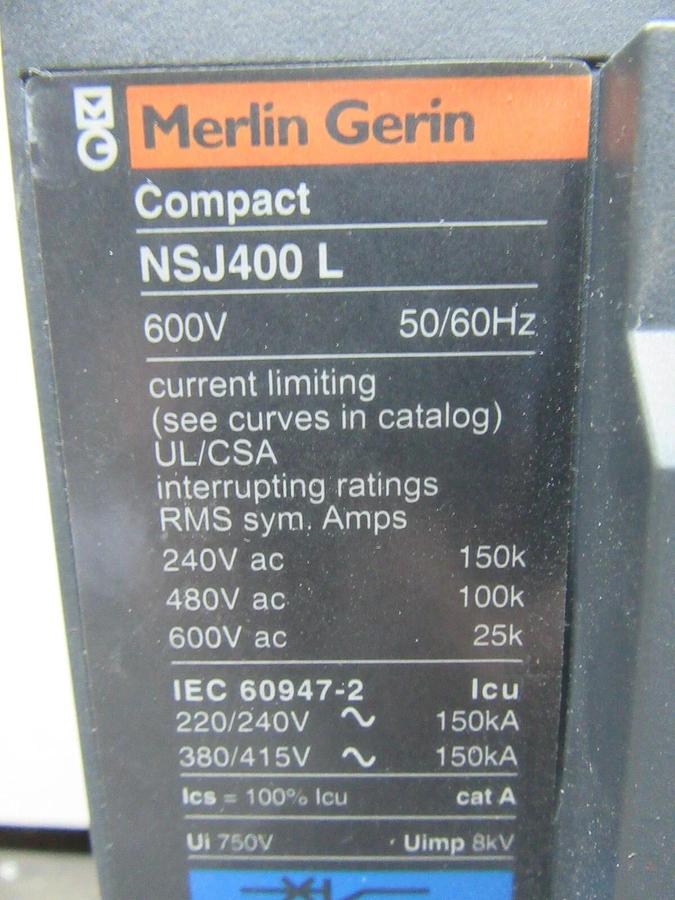 Merlin Gerin
Compact
NSJ400 L
600V 50/60Hz
current limiting
(see curves in catalog)
UL/CSA
interrupting ratings
RMS sym. Amps
240V ac 150k
480V ac 100k
600V ac 25k
IEC 60947-2 Icu
220/240V ∿ 150kA
380/415V ∿ 150kA
Ics = 100% Icu cat A
Ui 750V Uimp 8kV